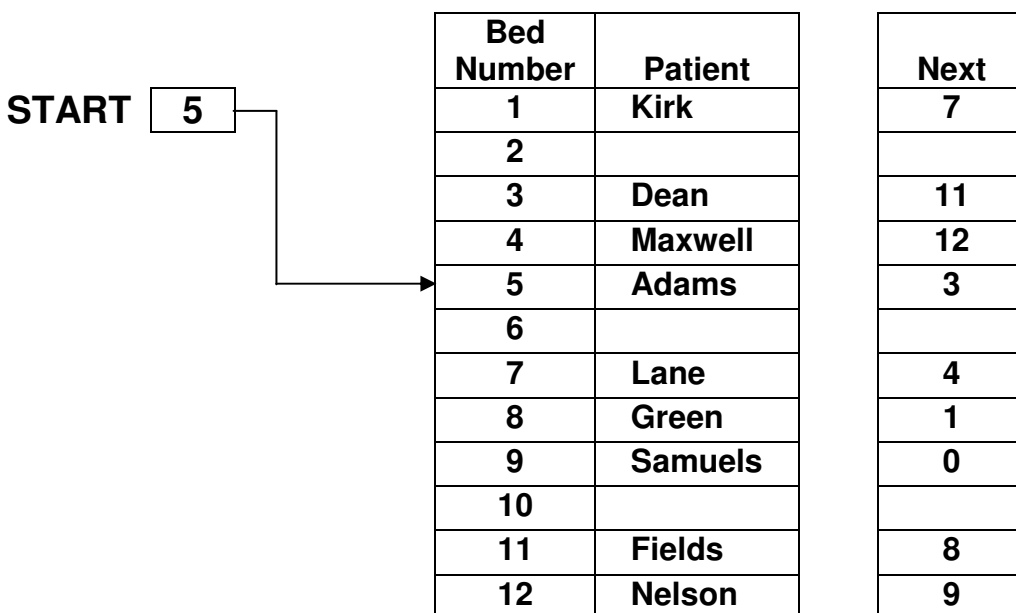 Bed
Number Patient Next
START 5
1 Kirk 7
2
3 Dean 11
4 Maxwell 12
5 Adams 3
6
7 Lane 4
8 Green 1
9 Samuels 0
10
11 Fields 8
12 Nelson 9